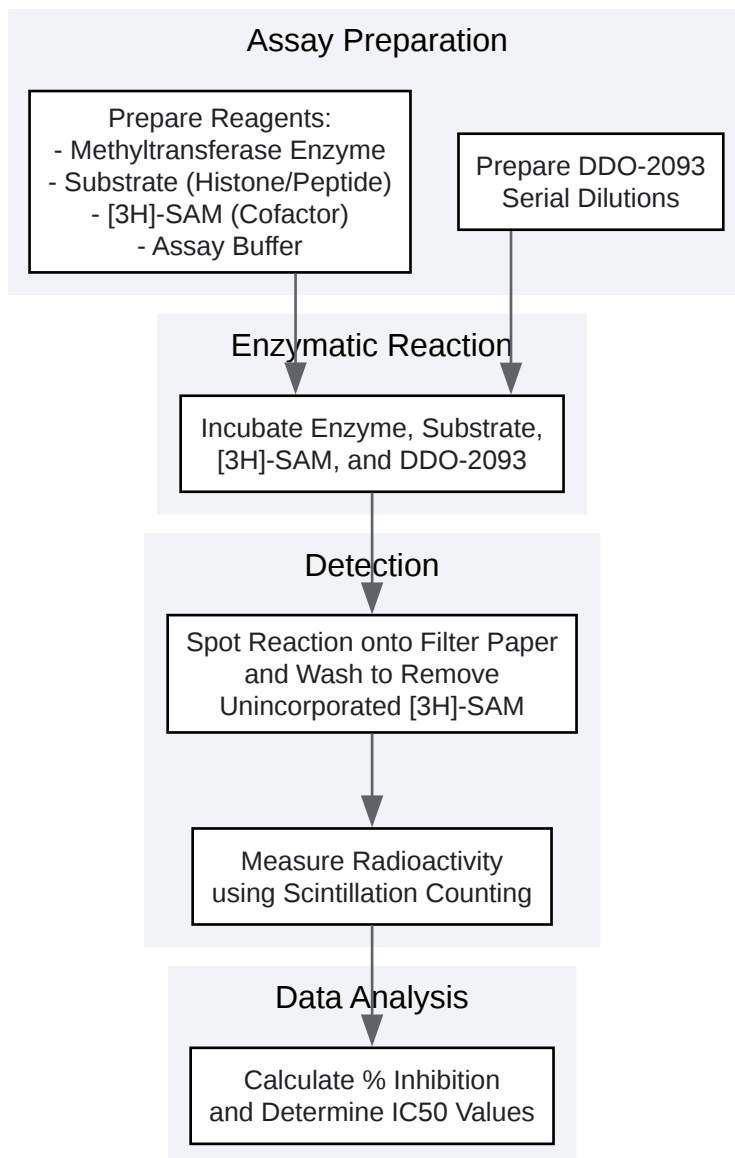 Assay Preparation
Prepare Reagents:
- Methyltransferase Enzyme
- Substrate (Histone/Peptide)
- [3H]-SAM (Cofactor)
- Assay Buffer
Prepare DDO-2093
Serial Dilutions
Enzymatic Reaction
Incubate Enzyme, Substrate,
[3H]-SAM, and DDO-2093
Detection
Spot Reaction onto Filter Paper
and Wash to Remove
Unincorporated [3H]-SAM
Measure Radioactivity
using Scintillation Counting
Data Analysis
Calculate % Inhibition
and Determine IC50 Values